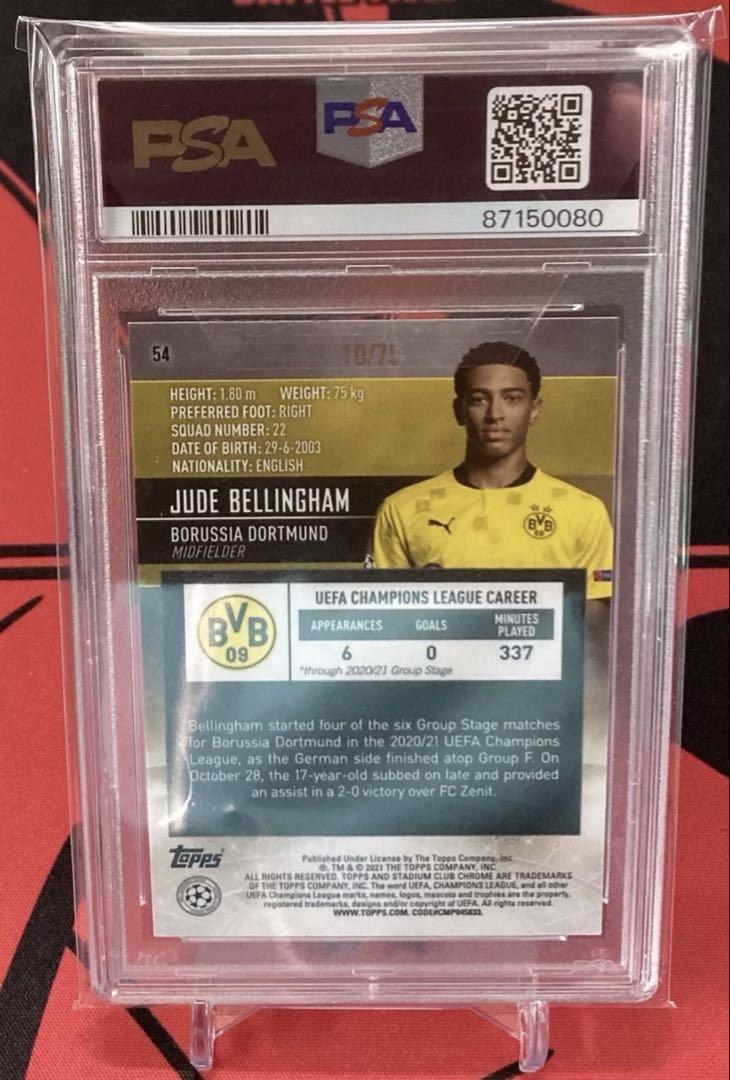 PSA
PSA
87150080
54
HEIGHT: 1.80 m WEIGHT: 75 kg
PREFERRED FOOT: RIGHT
SQUAD NUMBER: 22
DATE OF BIRTH: 29-6-2003
NATIONALITY: ENGLISH
JUDE BELLINGHAM
BORUSSIA DORTMUND
MIDFIELDER
BVB
09
BVB
09
UEFA CHAMPIONS LEAGUE CAREER
APPEARANCES GOALS MINUTES PLAYED
6 0 337
*through 2020/21 Group Stage
Bellingham started four of the six Group Stage matches
for Borussia Dortmund in the 2020/21 UEFA Champions
League, as the German side finished atop Group F. On
October 28, the 17-year-old subbed on late and provided
an assist in a 2-0 victory over FC Zenit.
Topps
Published Under License by The Topps Company, Inc.
®, TM & © 2021 THE TOPPS COMPANY, INC.
ALL RIGHTS RESERVED. TOPPS AND STADIUM CLUB CHROME ARE TRADEMARKS
OF THE TOPPS COMPANY, INC. The word UEFA, CHAMPIONS LEAGUE, and all other
UEFA Champions League marks, names, logos, mascots and trophies are the property,
registered trademarks, designs and/or copyright of UEFA. All rights reserved.
WWW.TOPPS.COM. CODE#CMP045833.